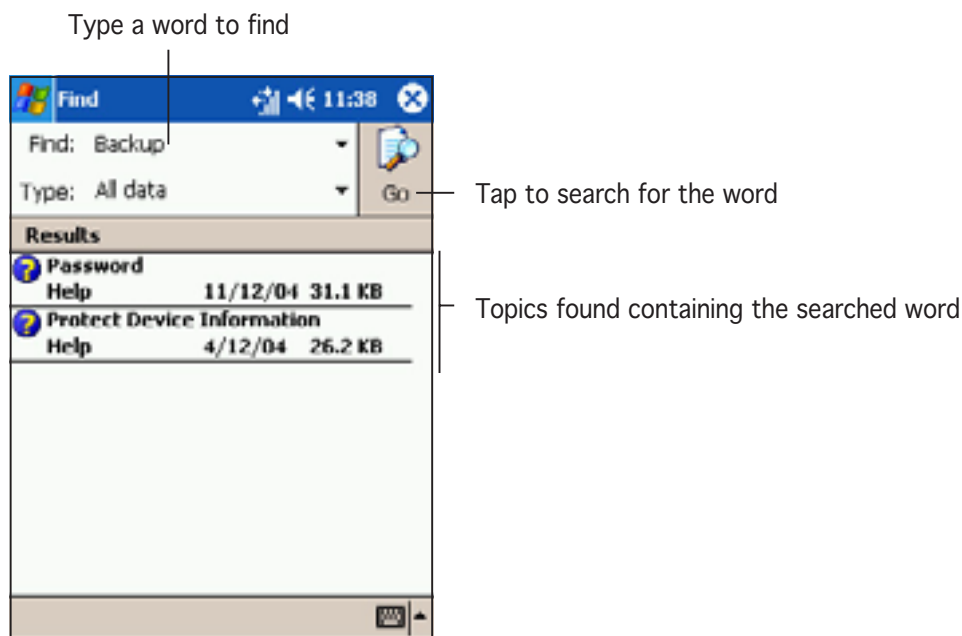 Type a word to find
Find 11:38
Find: Backup
Type: All data
Go
Tap to search for the word
Results
Password
Help 11/12/04 31.1 KB
Protect Device Information
Help 4/12/04 26.2 KB
Topics found containing the searched word